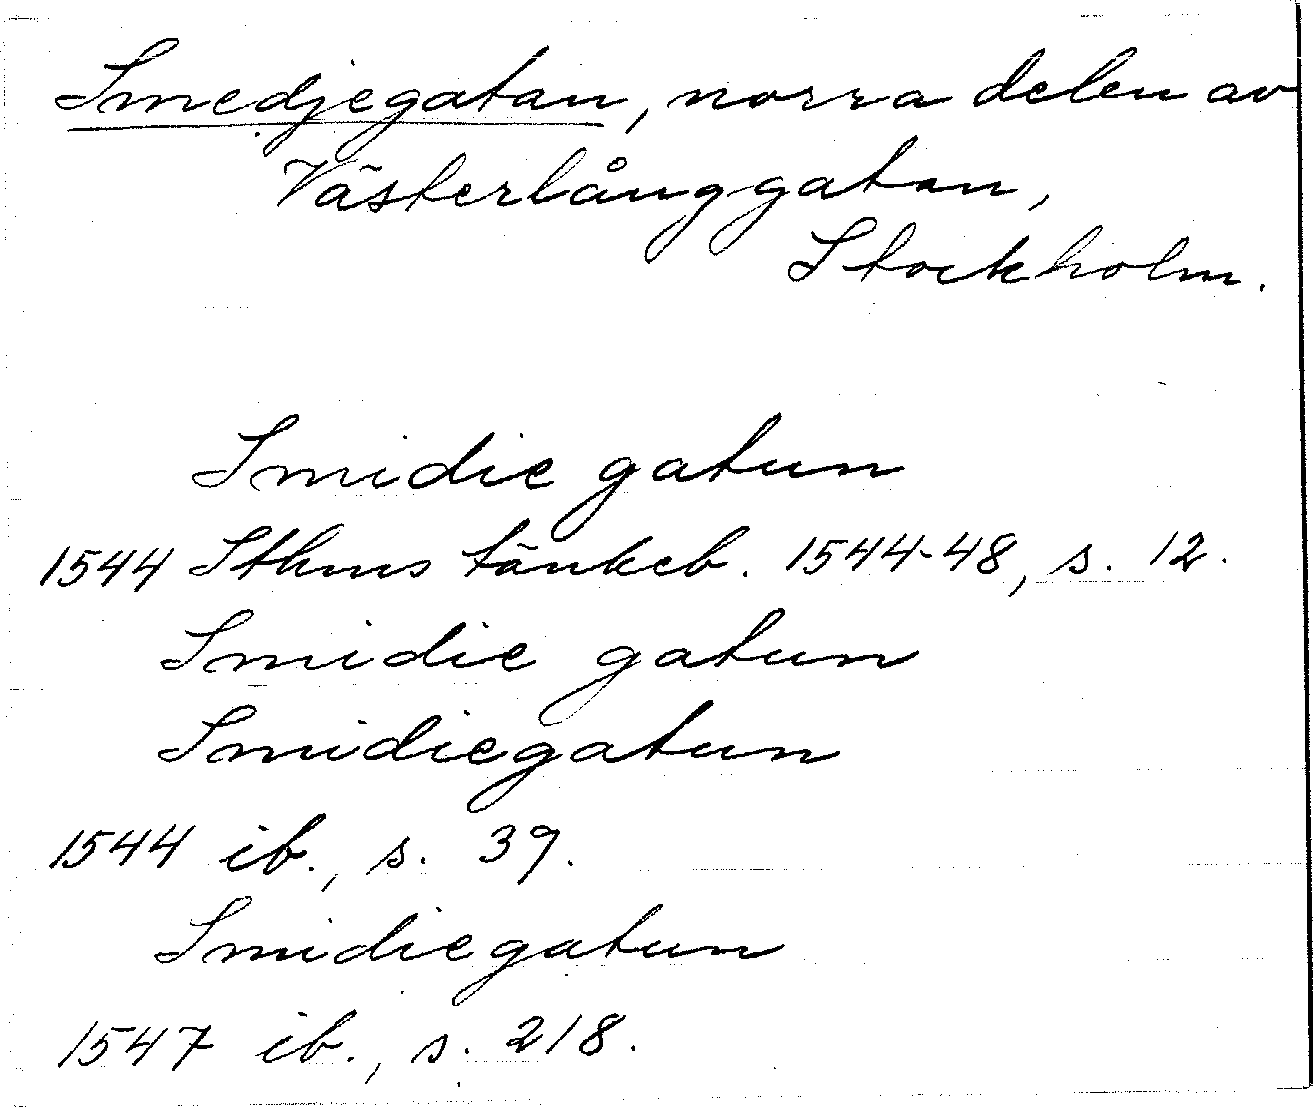 Smedjegatan, norra delen av
Västerlånggatan,
Stockholm.
Smidie gatun
1544 Sthms tänkeb. 1544-48, s. 12.
Smidie gatun
Smidiegatun
1544 ib., s. 39.
Smidiegatun
1547 ib., s. 218.